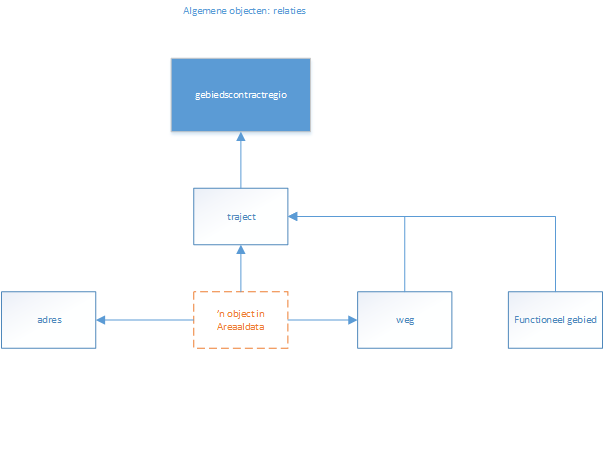 Algemene objecten: relaties
gebiedscontractregio
traject
adres
'n object in
Areaaldata
weg
Functioneel gebied